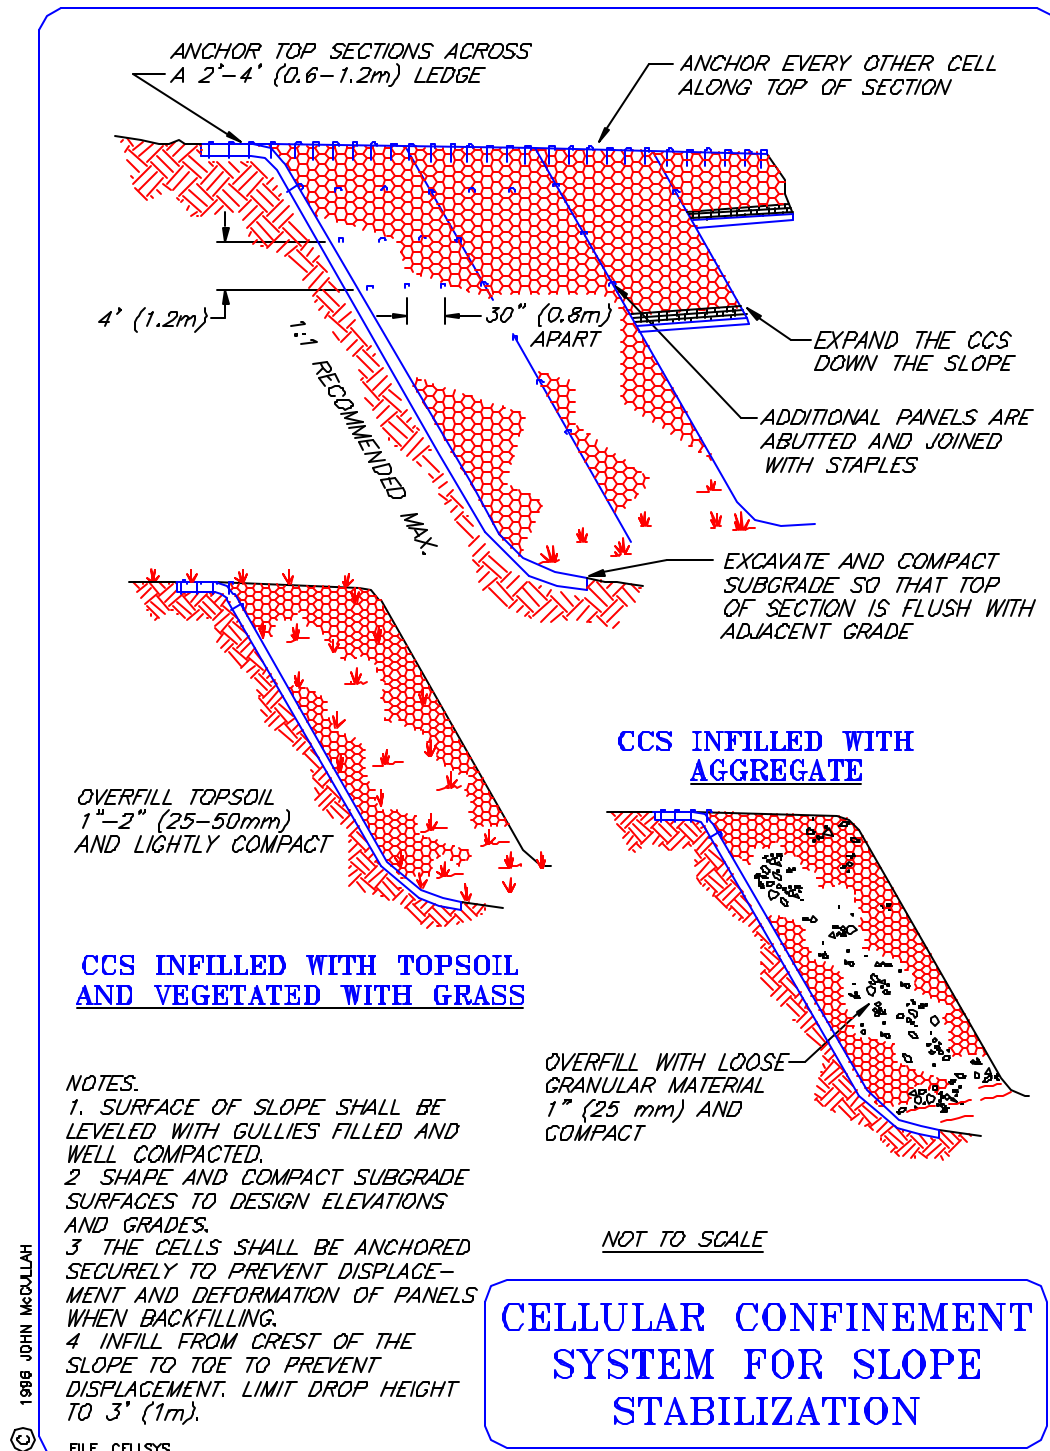 ANCHOR TOP SECTIONS ACROSS
A 2'-4' (0.6-1.2m) LEDGE
ANCHOR EVERY OTHER CELL
ALONG TOP OF SECTION
4' (1.2m)
30" (0.8m)
APART
1:1 RECOMMENDED MAX.
EXPAND THE CCS
DOWN THE SLOPE
ADDITIONAL PANELS ARE
ABUTTED AND JOINED
WITH STAPLES
EXCAVATE AND COMPACT
SUBGRADE SO THAT TOP
OF SECTION IS FLUSH WITH
ADJACENT GRADE
OVERFILL TOPSOIL
1"-2" (25-50mm)
AND LIGHTLY COMPACT
CCS INFILLED WITH TOPSOIL
AND VEGETATED WITH GRASS
CCS INFILLED WITH
AGGREGATE
OVERFILL WITH LOOSE
GRANULAR MATERIAL
1" (25 mm) AND
COMPACT
NOTES:
1. SURFACE OF SLOPE SHALL BE
LEVELED WITH GULLIES FILLED AND
WELL COMPACTED.
2 SHAPE AND COMPACT SUBGRADE
SURFACES TO DESIGN ELEVATIONS
AND GRADES.
3 THE CELLS SHALL BE ANCHORED
SECURELY TO PREVENT DISPLACE-
MENT AND DEFORMATION OF PANELS
WHEN BACKFILLING.
4 INFILL FROM CREST OF THE
SLOPE TO TOE TO PREVENT
DISPLACEMENT. LIMIT DROP HEIGHT
TO 3' (1m).
FILE CELLSYS
NOT TO SCALE
CELLULAR CONFINEMENT
SYSTEM FOR SLOPE
STABILIZATION
© 1996 JOHN McCULLAH